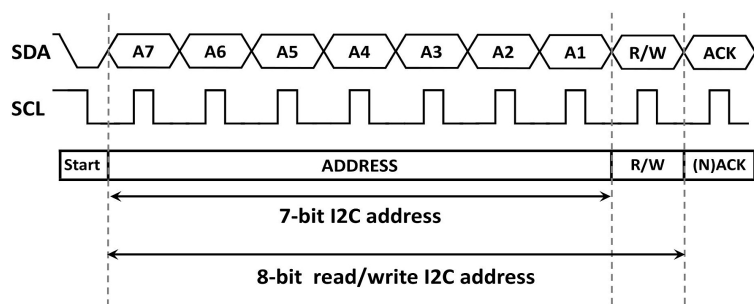 SDA A7 A6 A5 A4 A3 A2 A1 R/W ACK
SCL
Start ADDRESS R/W (N)ACK
7-bit I2C address
8-bit read/write I2C address